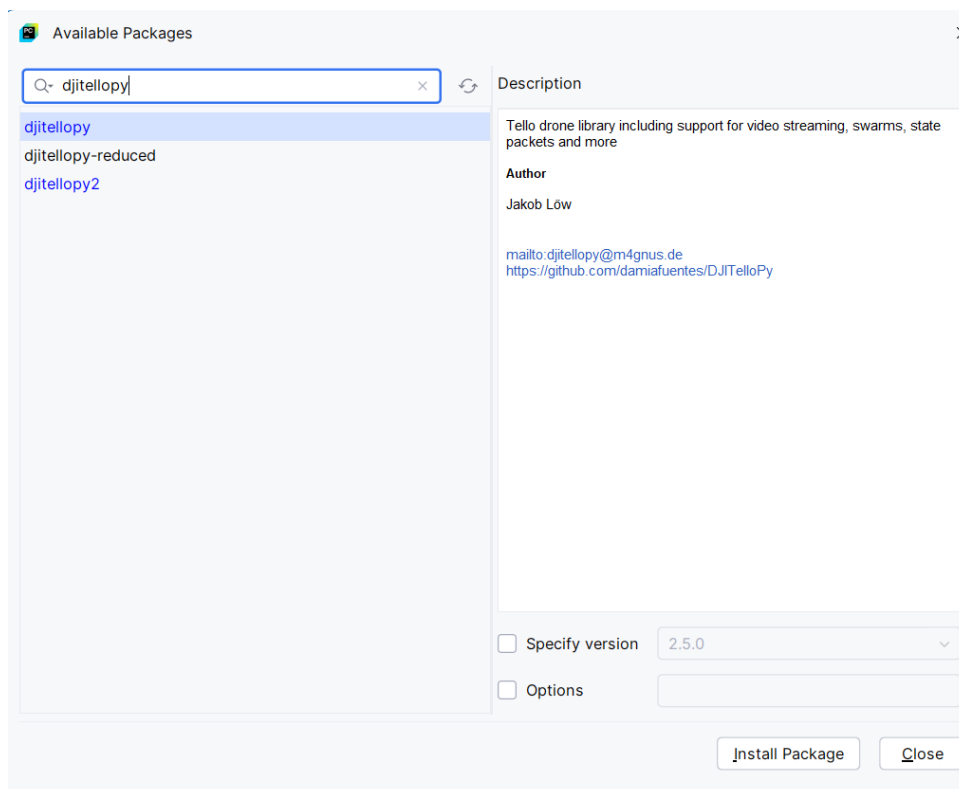 Available Packages
djitellopy
Description
djitellopy
djitellopy-reduced
djitellopy2
Tello drone library including support for video streaming, swarms, state
packets and more
Author
Jakob Löw
mailto:djitellopy@m4gnus.de
https://github.com/damiafuentes/DJITelloPy
Specify version
2.5.0
Options
Install Package
Close